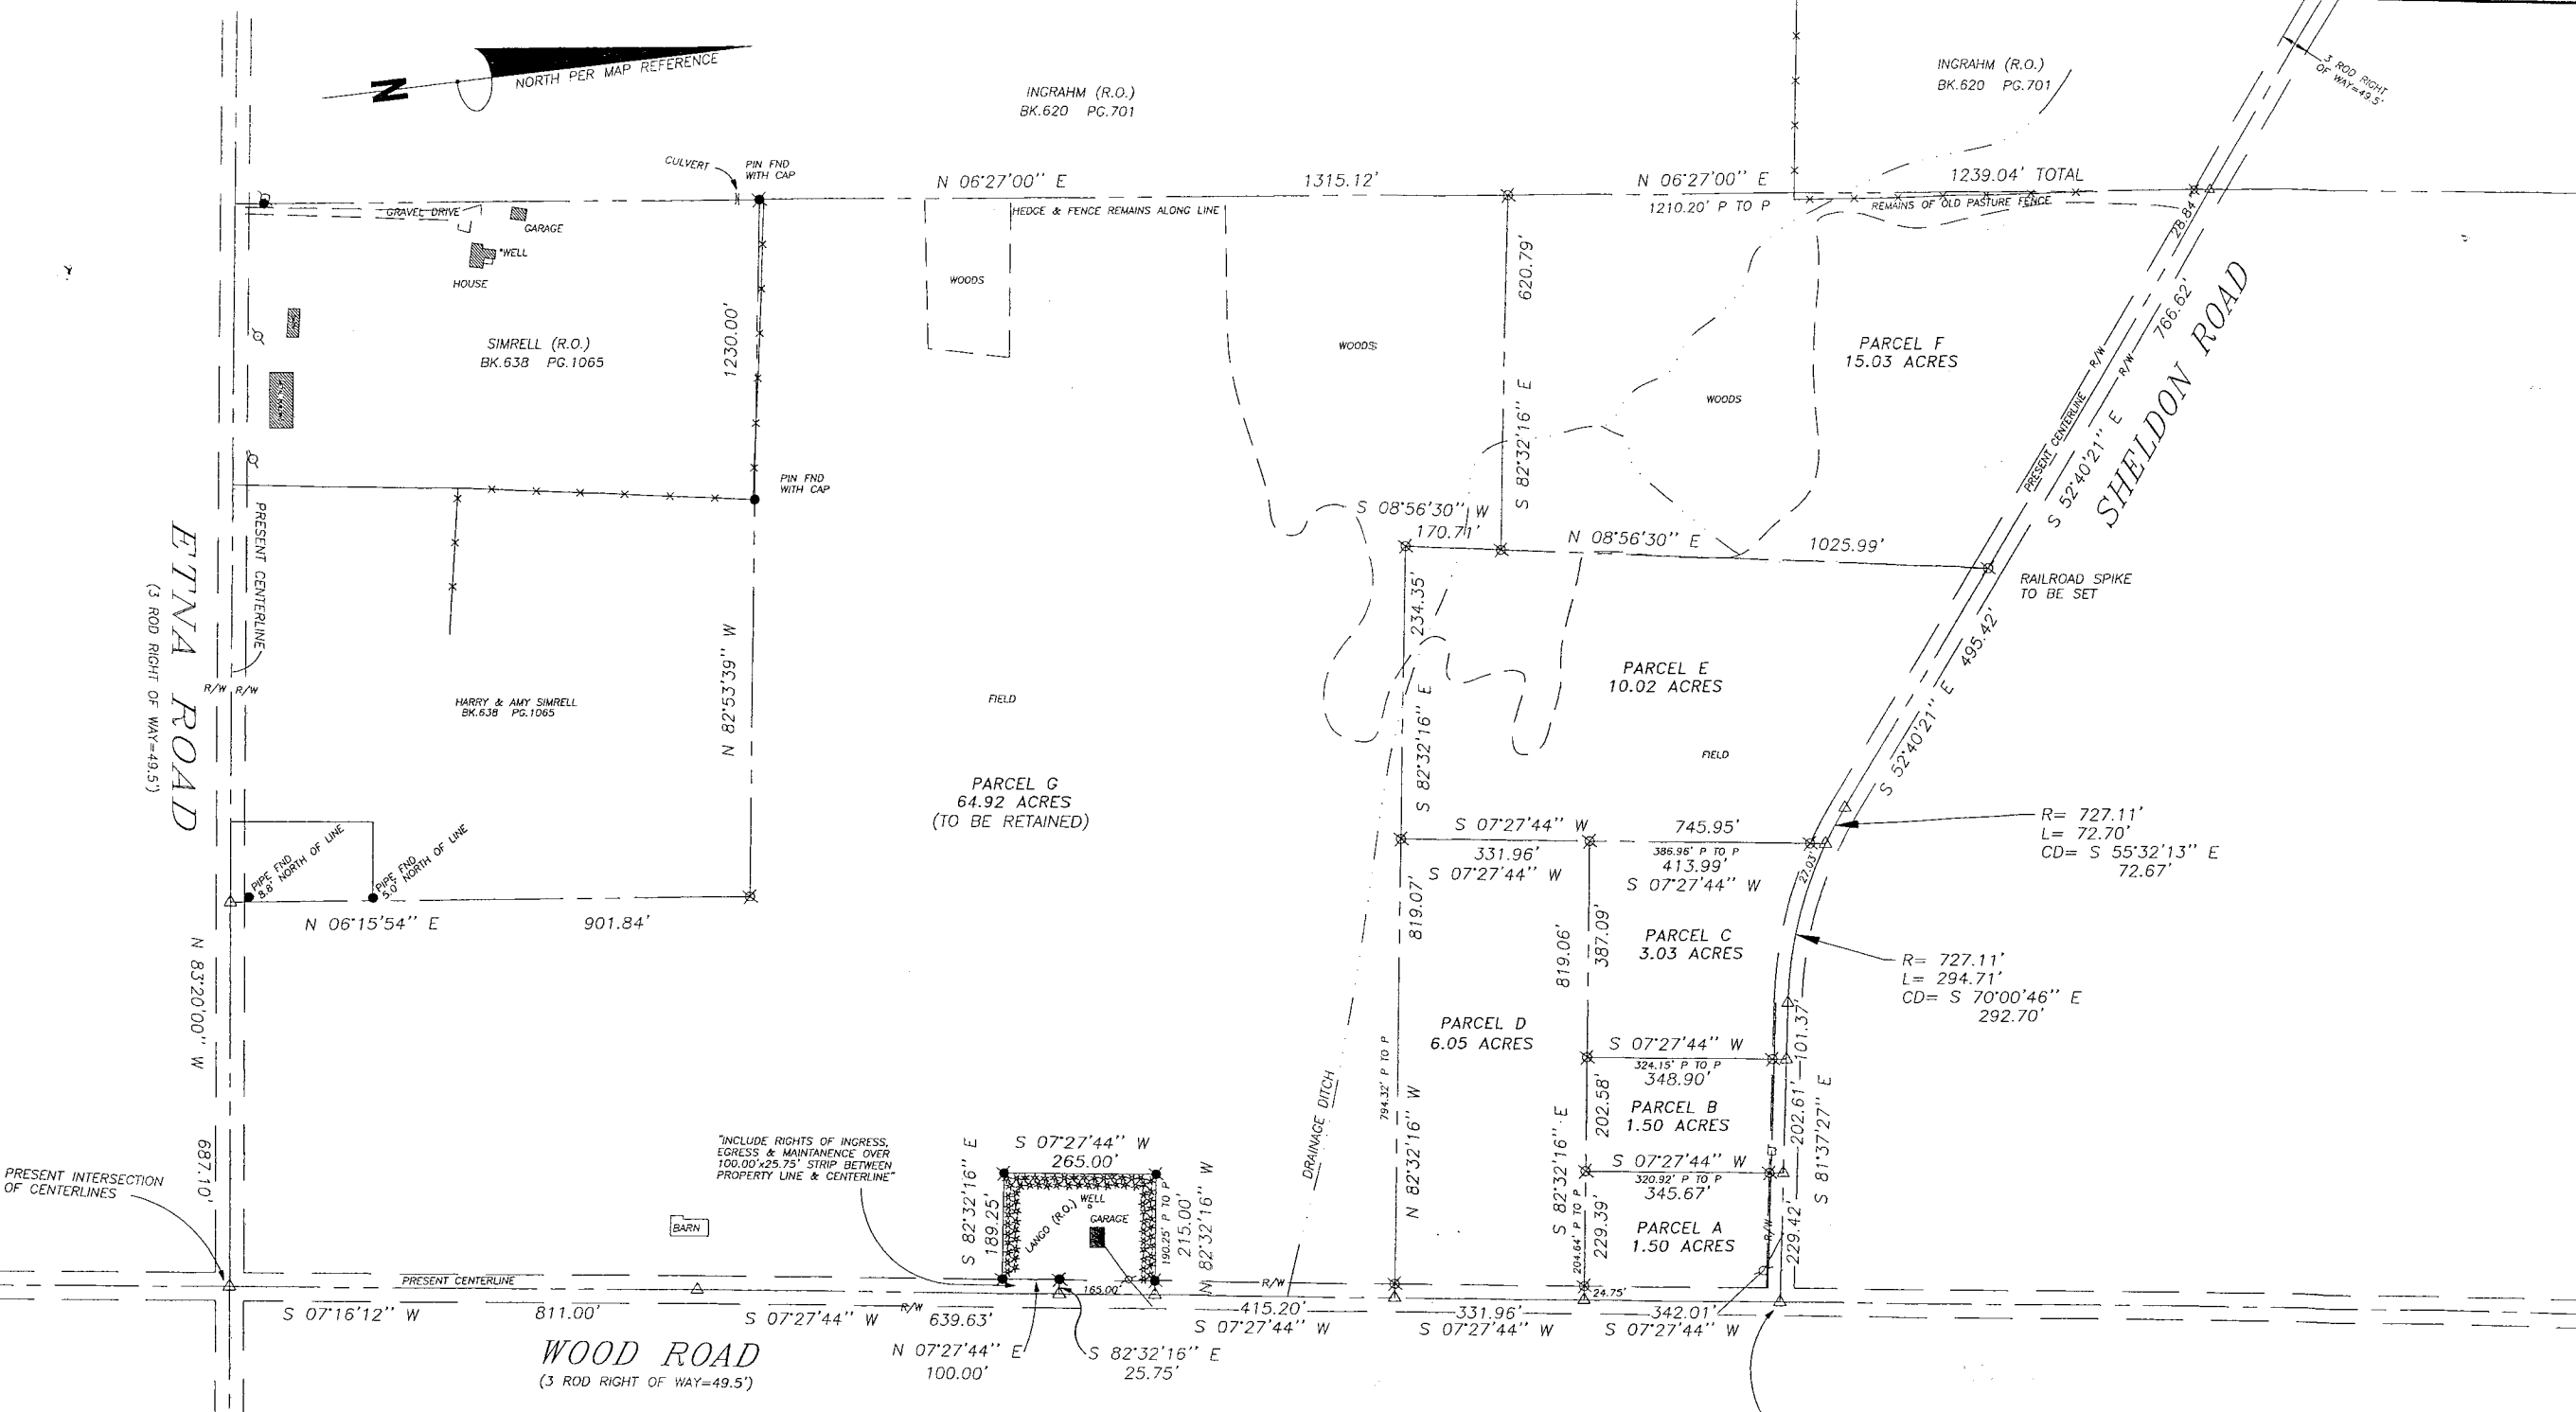 N
NORTH PER MAP REFERENCE
INGRAHM (R.O.)
BK.620 PG.701
INGRAHM (R.O.)
BK.620 PG.701
3 ROD RIGHT
OF WAY=49.5'
CULVERT
PIN FND
WITH CAP
N 06°27'00" E
1315.12'
N 06°27'00" E
1239.04' TOTAL
1210.20' P TO P
GRAVEL DRIVE
GARAGE
HEDGE & FENCE REMAINS ALONG LINE
REMAINS OF OLD PASTURE FENCE
28.84'
WELL
HOUSE
WOODS
620.79'
S 82°32'16" E
1230.00'
SIMRELL (R.O.)
BK.638 PG.1065
WOODS
PARCEL F
15.03 ACRES
WOODS
766.62'
S 52°40'21" E
SHELDON ROAD
R/W
R/W
PRESENT CENTERLINE
PIN FND
WITH CAP
S 08°56'30" W
170.71'
N 08°56'30" E
1025.99'
RAILROAD SPIKE
TO BE SET
ETNA ROAD
(3 ROD RIGHT OF WAY=49.5')
PRESENT CENTERLINE
R/W R/W
HARRY & AMY SIMRELL
BK.638 PG.1065
N 82°53'39" W
FIELD
234.35'
S 82°32'16" E
PARCEL E
10.02 ACRES
FIELD
495.42'
S 52°40'21" E
PARCEL G
64.92 ACRES
(TO BE RETAINED)
S 07°27'44" W
745.95'
331.96'
S 07°27'44" W
386.96' P TO P
413.99'
S 07°27'44" W
27.03'
R= 727.11'
L= 72.70'
CD= S 55°32'13" E
72.67'
PIPE FND
8.8' NORTH OF LINE
PIPE FND
5.0' NORTH OF LINE
N 06°15'54" E
901.84'
N 83°20'00" W
687.10'
819.07'
819.06'
387.09'
PARCEL C
3.03 ACRES
R= 727.11'
L= 294.71'
CD= S 70°00'46" E
292.70'
PARCEL D
6.05 ACRES
S 07°27'44" W
324.15' P TO P
348.90'
101.37'
794.32' P TO P
N 82°32'16" W
DRAINAGE DITCH
202.58'
S 82°32'16" E
PARCEL B
1.50 ACRES
202.61'
S 81°37'27" E
S 07°27'44" W
320.92' P TO P
345.67'
204.64' P TO P
229.39'
PARCEL A
1.50 ACRES
R/W
229.42'
PRESENT INTERSECTION
OF CENTERLINES
"INCLUDE RIGHTS OF INGRESS,
EGRESS & MAINTANENCE OVER
100.00'x25.75' STRIP BETWEEN
PROPERTY LINE & CENTERLINE"
S 07°27'44" W
265.00'
S 82°32'16" E
189.25'
WELL
LANGO (R.O.)
GARAGE
190.25' P TO P
215.00'
N 82°32'16" W
BARN
PRESENT CENTERLINE
165.00'
R/W
24.75'
S 07°16'12" W
811.00'
S 07°27'44" W
R/W
639.63'
415.20'
S 07°27'44" W
331.96'
S 07°27'44" W
342.01'
S 07°27'44" W
WOOD ROAD
(3 ROD RIGHT OF WAY=49.5')
N 07°27'44" E
100.00'
S 82°32'16" E
25.75'